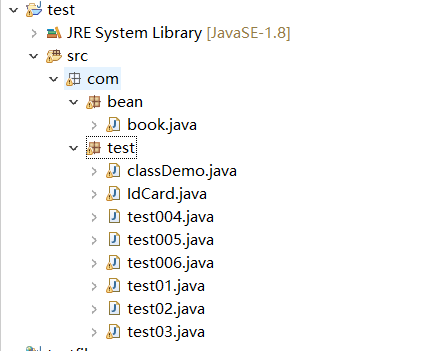 test
JRE System Library [JavaSE-1.8]
src
com
bean
book.java
test
classDemo.java
IdCard.java
test004.java
test005.java
test006.java
test01.java
test02.java
test03.java